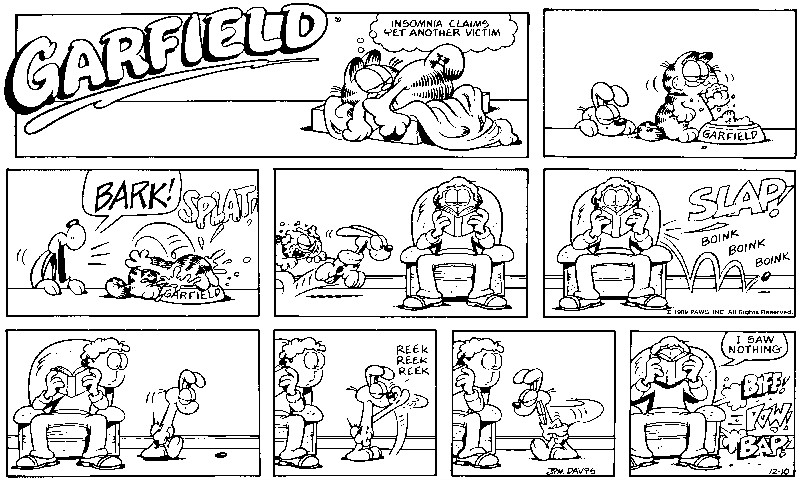 GARFIELD
®
INSOMNIA CLAIMS
YET ANOTHER VICTIM
GARFIELD
BARK!
SPLAT!
GARFIELD
SLAP!
BOINK
BOINK
BOINK
© 1989 PAWS, INC. All Rights Reserved.
REEK
REEK
REEK
JIM DAVIS
I SAW
NOTHING
BIFF!
POW!
BAP!
12-10